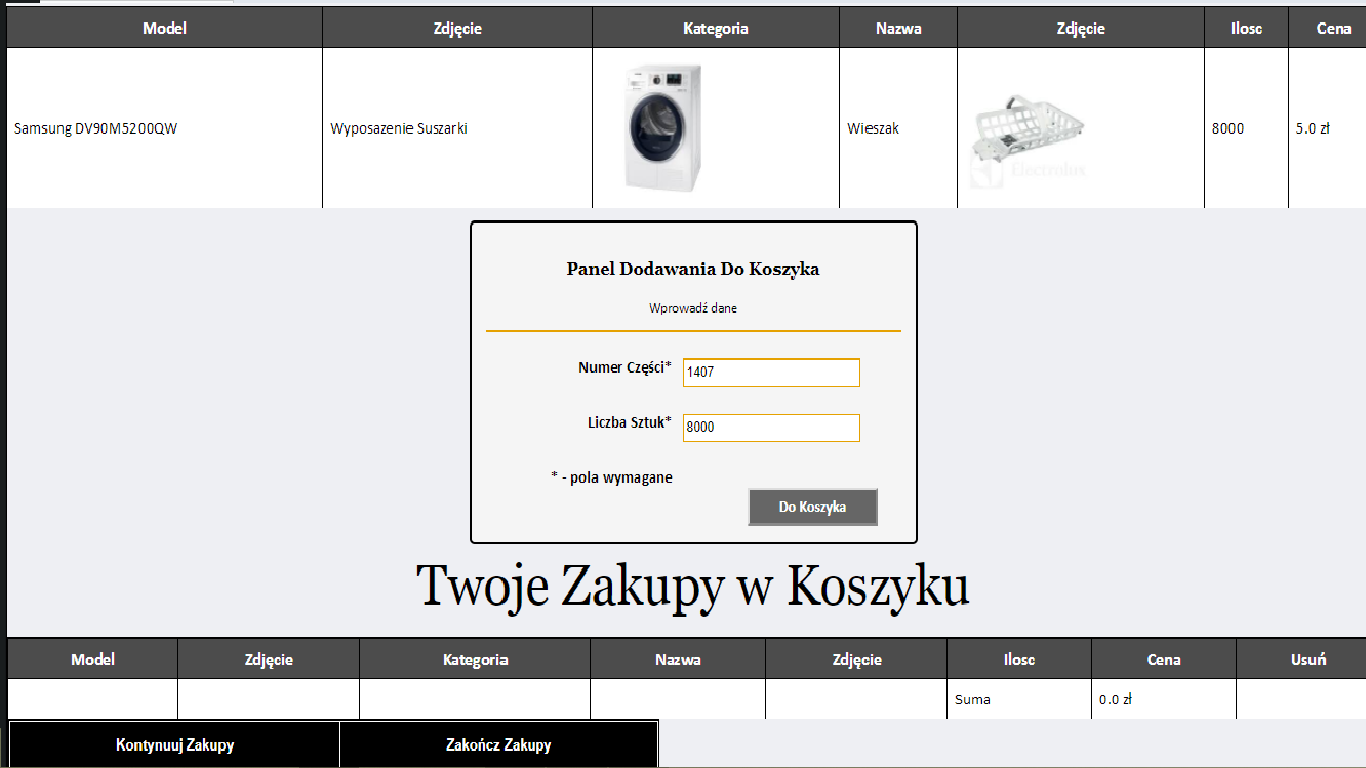 Model Zdjęcie Kategoria Nazwa Zdjęcie Ilosc Cena
Samsung DV90M5200QW Wyposazenie Suszarki Wieszak 8000 5.0 zł
Electrolux
Panel Dodawania Do Koszyka
Wprowadź dane
Numer Części* 1407
Liczba Sztuk* 8000
* - pola wymagane
Do Koszyka
Twoje Zakupy w Koszyku
Model Zdjęcie Kategoria Nazwa Zdjęcie Ilosc Cena Usuń
Suma 0.0 zł
Kontynuuj Zakupy Zakończ Zakupy